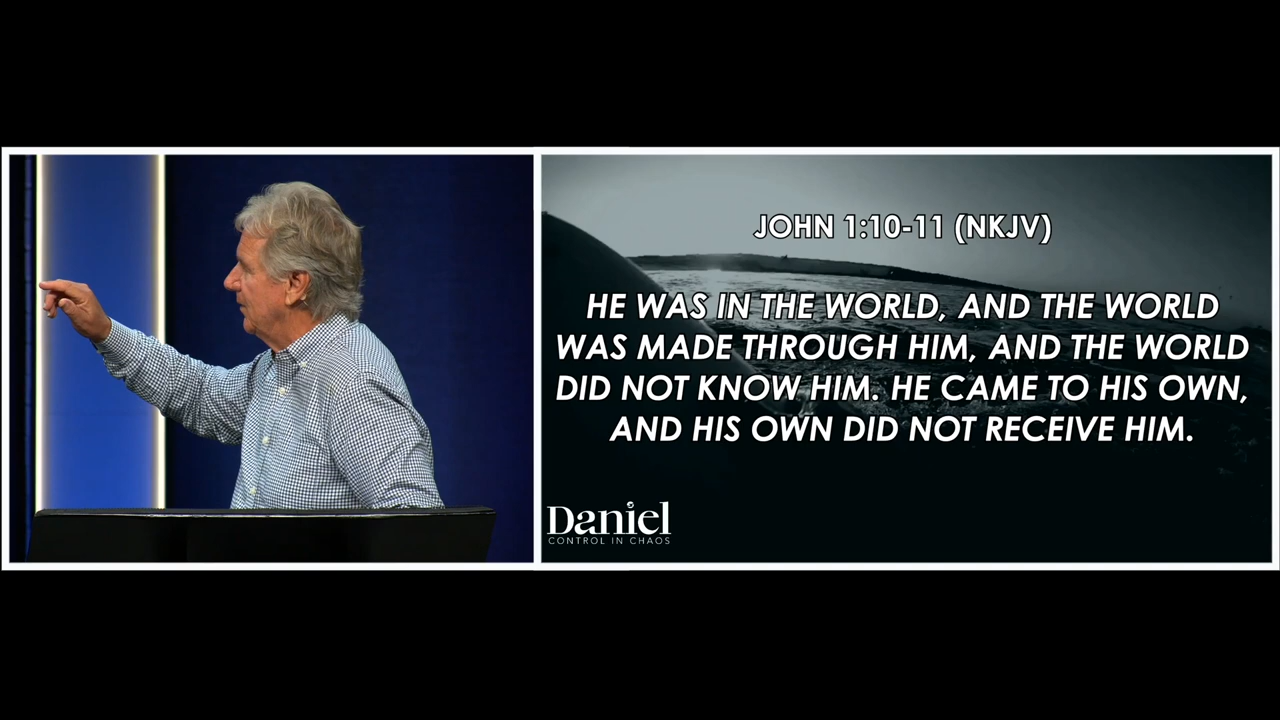 JOHN 1:10-11 (NKJV)
HE WAS IN THE WORLD, AND THE WORLD
WAS MADE THROUGH HIM, AND THE WORLD
DID NOT KNOW HIM. HE CAME TO HIS OWN,
AND HIS OWN DID NOT RECEIVE HIM.
Daniel
CONTROL IN CHAOS